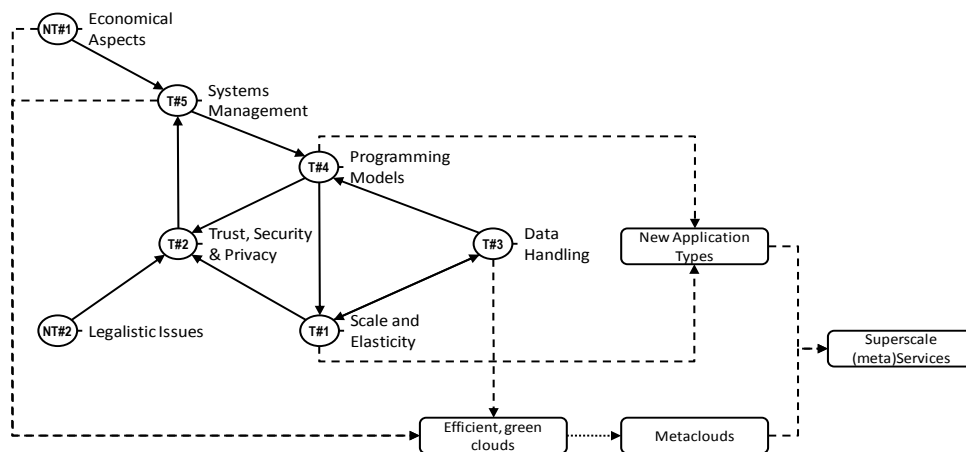 NT#1
Economical
Aspects
T#5
Systems
Management
T#4
Programming
Models
T#2
Trust, Security
& Privacy
T#3
Data
Handling
New Application
Types
NT#2
Legalistic Issues
T#1
Scale and
Elasticity
Superscale
(meta)Services
Efficient, green
clouds
Metaclouds